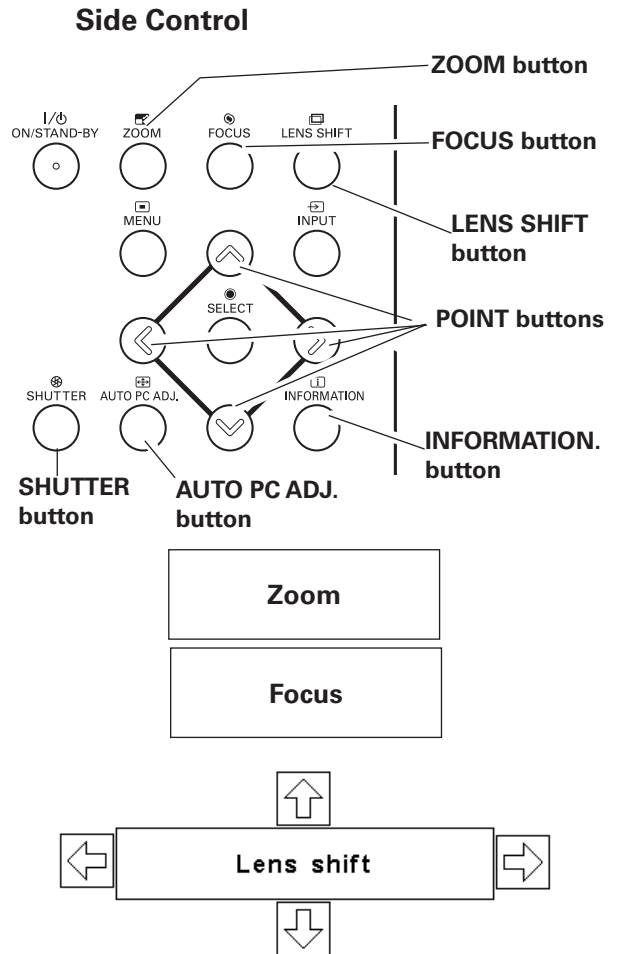 Side Control
ZOOM button
ON/STAND-BY
ZOOM
FOCUS
LENS SHIFT
FOCUS button
MENU
INPUT
LENS SHIFT
button
SELECT
POINT buttons
SHUTTER
AUTO PC ADJ.
INFORMATION
INFORMATION.
button
SHUTTER
button
AUTO PC ADJ.
button
Zoom
Focus
Lens shift